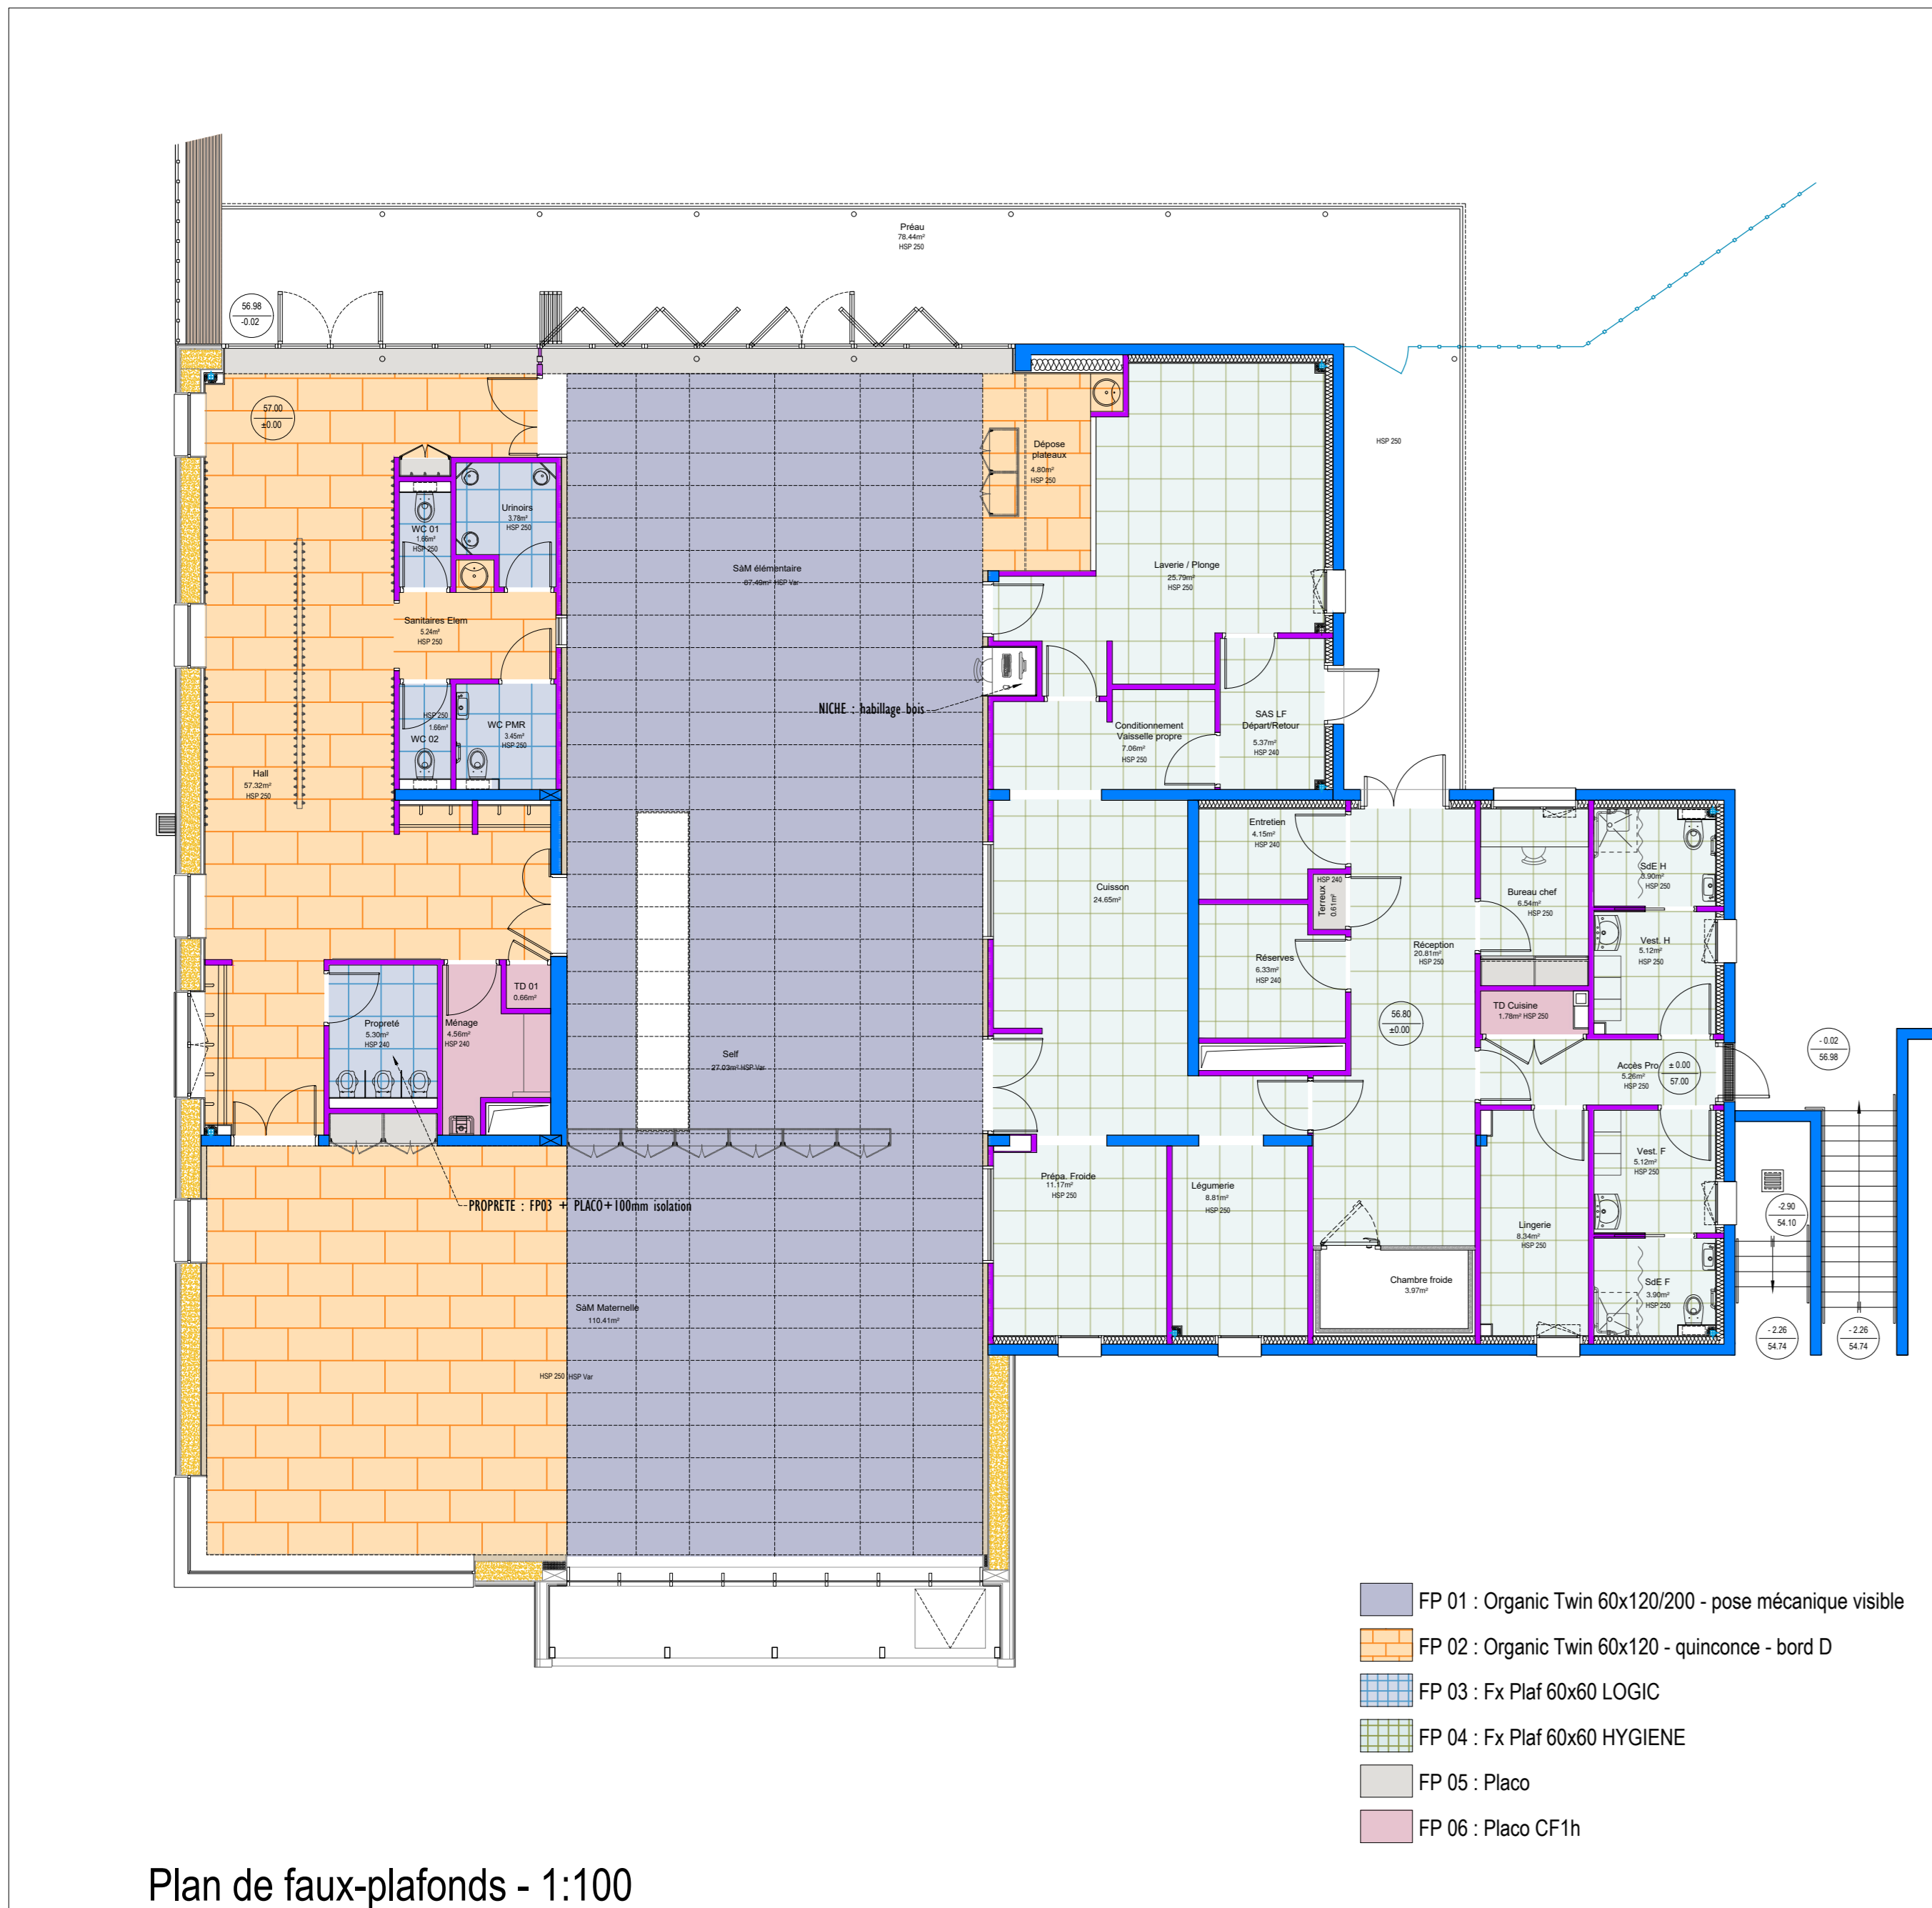 Préau
78.44m²
HSP 250
56.98
-0.02
57.00
±0.00
Dépose
plateaux
4.80m²
HSP 250
HSP 250
Urinoirs
3.78m²
HSP 250
WC 01
1.66m²
HSP 250
SàM élémentaire
87.49m² HSP Var
Laverie / Plonge
25.79m²
HSP 250
Sanitaires Elem
5.24m²
HSP 250
NICHE : habillage bois
Conditionnement
Vaisselle propre
7.06m²
HSP 250
SAS LF
Départ/Retour
5.37m²
HSP 240
HSP 250
1.66m²
WC 02
WC PMR
3.45m²
HSP 250
Hall
57.32m²
HSP 250
Entretien
4.15m²
HSP 240
Cuisson
24.65m²
HSP 240
Terreux
0.61m²
Bureau chef
6.54m²
HSP 250
SdE H
3.90m²
HSP 250
Réserves
6.33m²
HSP 240
Réception
20.81m²
HSP 250
Vest. H
5.12m²
HSP 250
TD 01
0.66m²
TD Cuisine
1.78m² HSP 250
56.80
±0.00
Propreté
5.30m²
HSP 240
Ménage
4.56m²
HSP 240
Self
27.03m² HSP Var
Accès Pro
5.26m²
HSP 250
± 0.00
57.00
- 0.02
56.98
PROPRETE : FP03 + PLACO+100mm isolation
Prépa. Froide
11.17m²
HSP 250
Légumerie
8.81m²
HSP 250
Vest. F
5.12m²
HSP 250
-2.90
54.10
Lingerie
8.34m²
HSP 250
Chambre froide
3.97m²
SdE F
3.90m²
HSP 250
- 2.26
54.74
- 2.26
54.74
SàM Maternelle
110.41m²
HSP 250
HSP Var
FP 01 : Organic Twin 60x120/200 - pose mécanique visible
FP 02 : Organic Twin 60x120 - quinconce - bord D
FP 03 : Fx Plaf 60x60 LOGIC
FP 04 : Fx Plaf 60x60 HYGIENE
FP 05 : Placo
FP 06 : Placo CF1h
Plan de faux-plafonds - 1:100